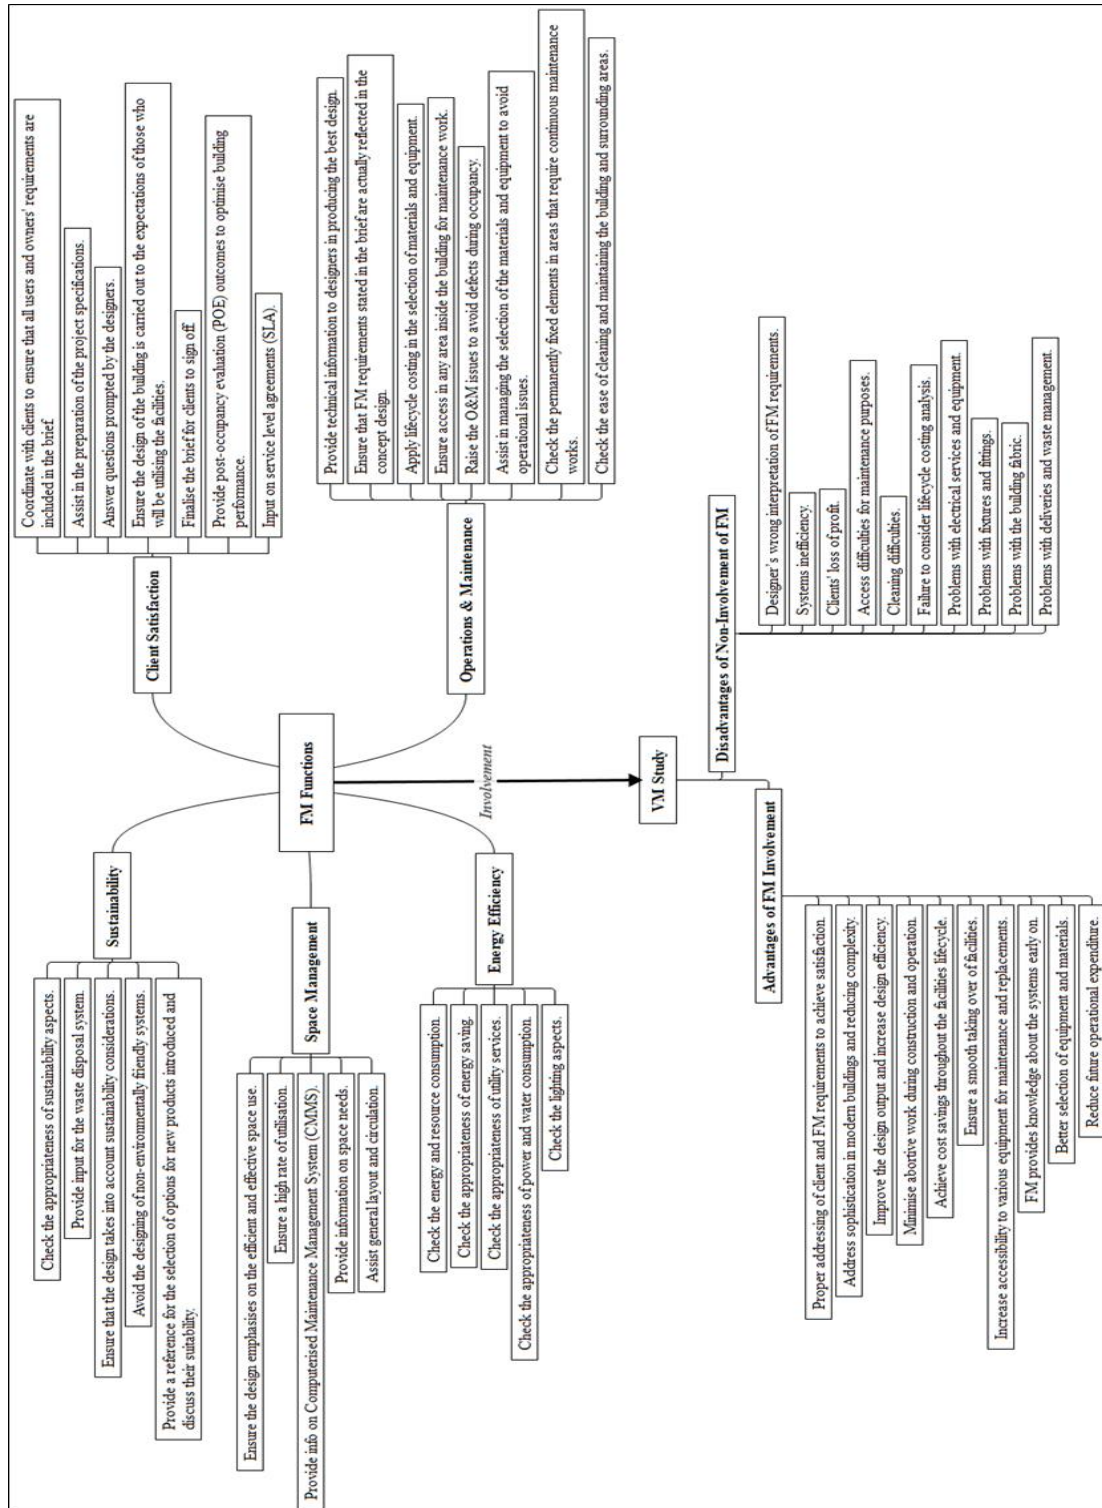 FM Functions
Client Satisfaction
Coordinate with clients to ensure that all users and owners' requirements are
included in the brief.
Assist in the preparation of the project specifications.
Answer questions prompted by the designers.
Ensure the design of the building is carried out to the expectations of those who
will be utilising the facilities.
Finalise the brief for clients to sign off.
Provide post-occupancy evaluation (POE) outcomes to optimise building
performance.
Input on service level agreements (SLA).
Operations & Maintenance
Provide technical information to designers in producing the best design.
Ensure that FM requirements stated in the brief are actually reflected in the
concept design.
Apply lifecycle costing in the selection of materials and equipment.
Ensure access in any area inside the building for maintenance work.
Raise the O&M issues to avoid defects during occupancy.
Assist in managing the selection of the materials and equipment to avoid
operational issues.
Check the permanently fixed elements in areas that require continuous maintenance
works.
Check the ease of cleaning and maintaining the building and surrounding areas.
Sustainability
Check the appropriateness of sustainability aspects.
Provide input for the waste disposal system.
Ensure that the design takes into account sustainability considerations.
Avoid the designing of non-environmentally friendly systems.
Provide a reference for the selection of options for new products introduced and
discuss their suitability.
Space Management
Ensure the design emphasises on the efficient and effective space use.
Ensure a high rate of utilisation.
Provide info on Computerised Maintenance Management System (CMMS).
Provide information on space needs.
Assist general layout and circulation
Energy Efficiency
Check the energy and resource consumption.
Check the appropriateness of energy saving.
Check the appropriateness of utility services.
Check the appropriateness of power and water consumption.
Check the lighting aspects.
Involvement
VM Study
Disadvantages of Non-Involvement of FM
Designer's wrong interpretation of FM requirements.
Systems inefficiency.
Clients' loss of profit.
Access difficulties for maintenance purposes.
Cleaning difficulties.
Failure to consider lifecycle costing analysis.
Problems with electrical services and equipment.
Problems with fixtures and fittings.
Problems with the building fabric.
Problems with deliveries and waste management.
Advantages of FM Involvement
Proper addressing of client and FM requirements to achieve satisfaction
Address sophistication in modern buildings and reducing complexity.
Improve the design output and increase design efficiency.
Minimise abortive work during construction and operation.
Achieve cost savings throughout the facilities lifecycle.
Ensure a smooth taking over of facilities.
Increase accessibility to various equipment for maintenance and replacements.
FM provides knowledge about the systems early on.
Better selection of equipment and materials.
Reduce future operational expenditure.